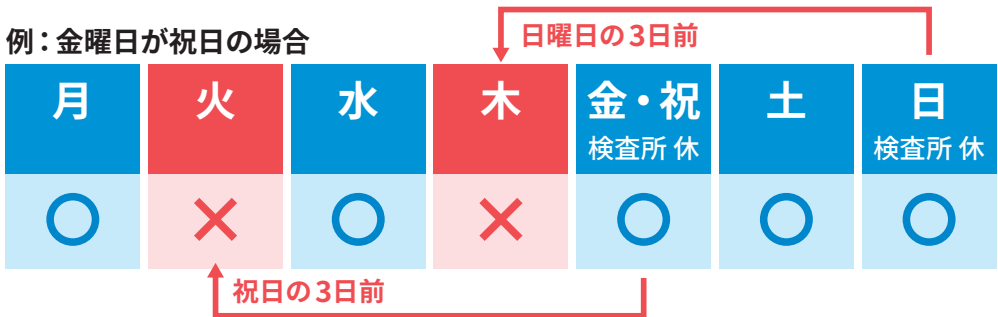 日曜日の3日前
例：金曜日が祝日の場合
月 火 水 木 金・祝 土 日
検査所 休 検査所 休
○ × ○ × ○ ○ ○
祝日の3日前